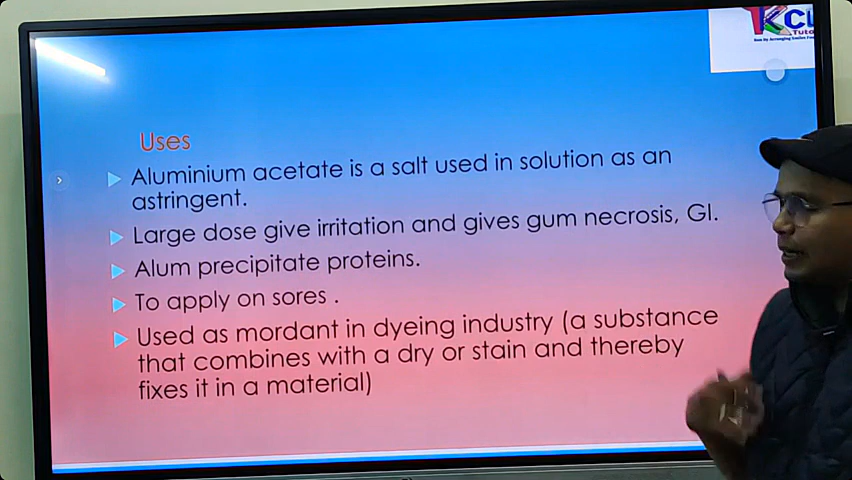 Uses
Aluminium acetate is a salt used in solution as an
astringent.
Large dose give irritation and gives gum necrosis, GI.
Alum precipitate proteins.
To apply on sores .
Used as mordant in dyeing industry (a substance
that combines with a dry or stain and thereby
fixes it in a material)